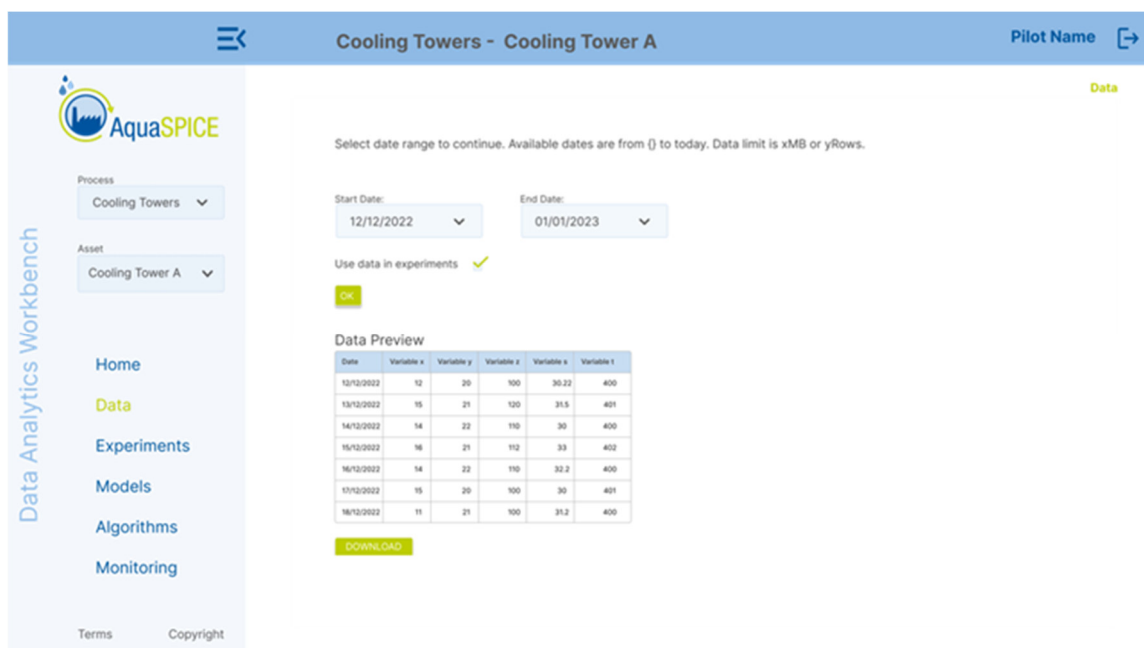 Cooling Towers - Cooling Tower A
Pilot Name
Data
AquaSPICE
Process
Cooling Towers
Asset
Cooling Tower A
Data Analytics Workbench
Home
Data
Experiments
Models
Algorithms
Monitoring
Terms Copyright
Select date range to continue. Available dates are from {} to today. Data limit is xMB or yRows.
Start Date: End Date:
12/12/2022 01/01/2023
Use data in experiments
OK
Data Preview
Date Variable x Variable y Variable z Variable s Variable t
12/12/2022 12 20 100 30.22 400
13/12/2022 15 21 120 31.5 401
14/12/2022 14 22 110 30 400
15/12/2022 16 21 112 33 402
16/12/2022 14 22 110 32.2 400
17/12/2022 15 20 100 30 401
18/12/2022 11 21 100 31.2 400
DOWNLOAD